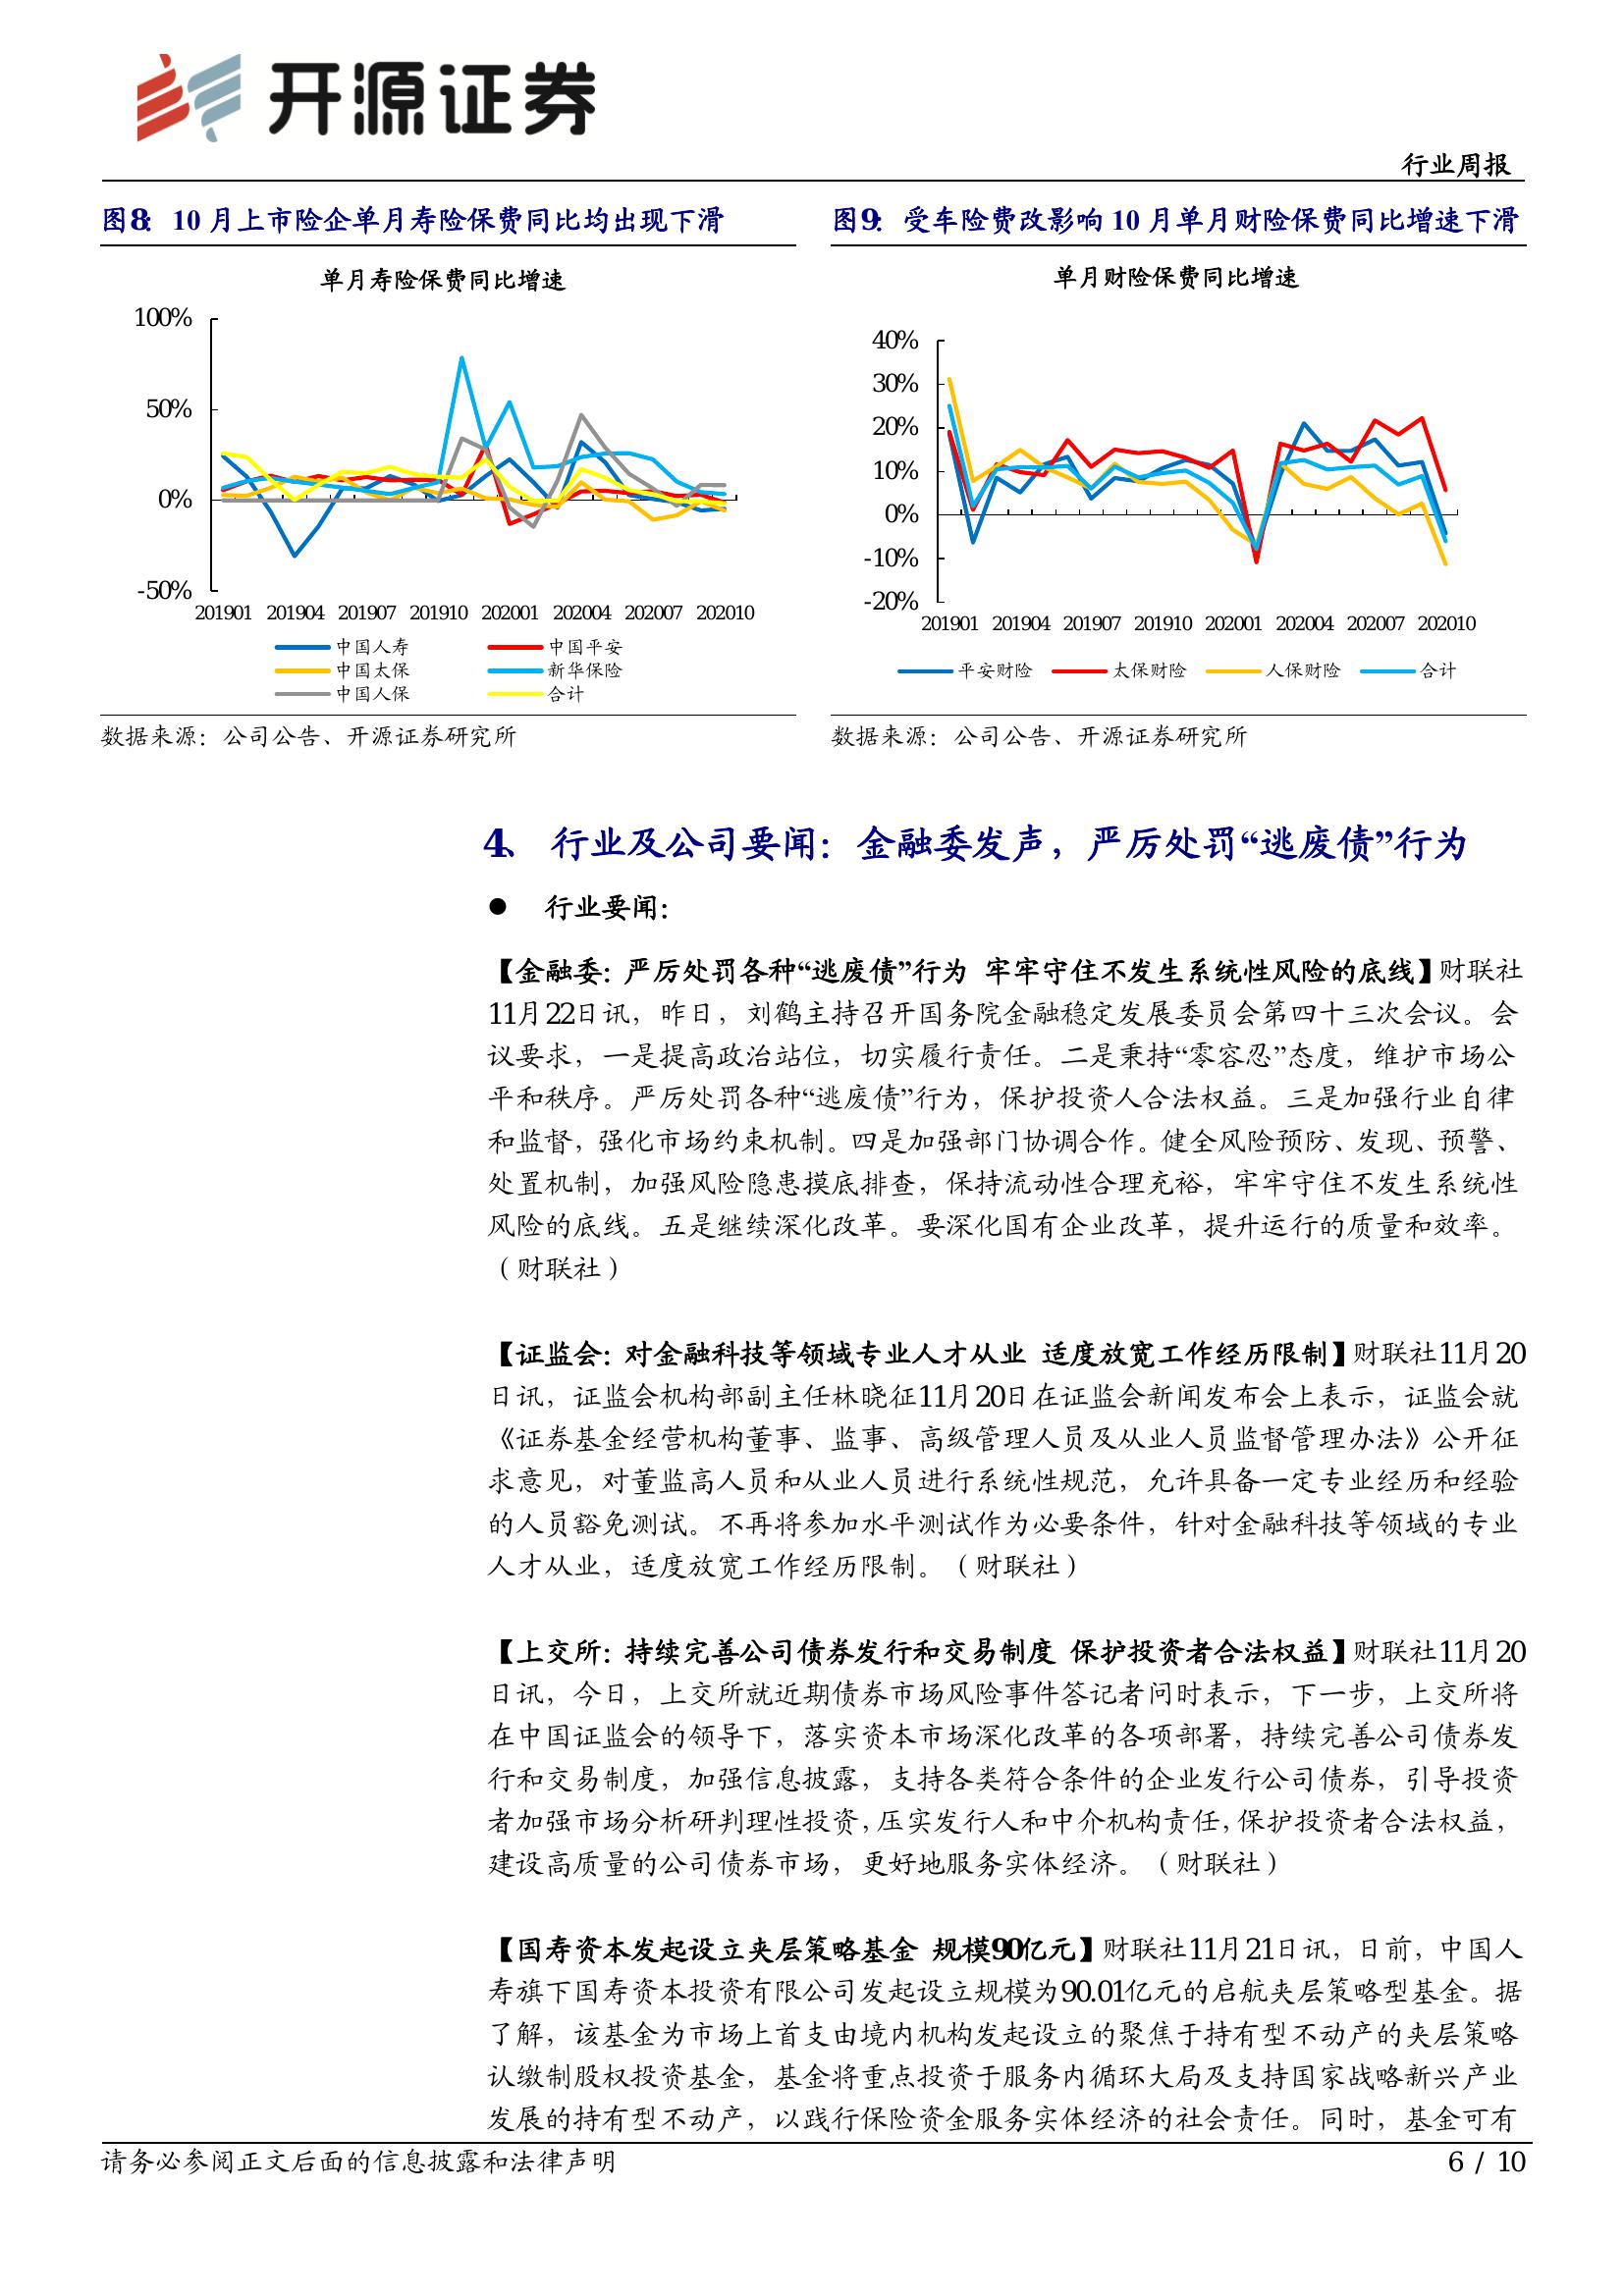 开源证券
行业周报
图8: 10 月上市险企单月寿险保费同比均出现下滑
单月寿险保费同比增速
100%
50%
0%
-50%
201901 201904 201907 201910 202001 202004 202007 202010
中国人寿 中国平安
中国太保 新华保险
中国人保 合计
数据来源：公司公告、开源证券研究所
图9: 受车险费改影响 10 月单月财险保费同比增速下滑
单月财险保费同比增速
40%
30%
20%
10%
0%
-10%
-20%
201901 201904 201907 201910 202001 202004 202007 202010
平安财险 太保财险 人保财险 合计
数据来源：公司公告、开源证券研究所
4、 行业及公司要闻：金融委发声，严厉处罚“逃废债”行为
● 行业要闻：
【金融委：严厉处罚各种“逃废债”行为 牢牢守住不发生系统性风险的底线】财联社
11月22日讯，昨日，刘鹤主持召开国务院金融稳定发展委员会第四十三次会议。会
议要求，一是提高政治站位，切实履行责任。二是秉持“零容忍”态度，维护市场公
平和秩序。严厉处罚各种“逃废债”行为，保护投资人合法权益。三是加强行业自律
和监督，强化市场约束机制。四是加强部门协调合作。健全风险预防、发现、预警、
处置机制，加强风险隐患摸底排查，保持流动性合理充裕，牢牢守住不发生系统性
风险的底线。五是继续深化改革。要深化国有企业改革，提升运行的质量和效率。
（财联社）
【证监会：对金融科技等领域专业人才从业 适度放宽工作经历限制】财联社11月20
日讯，证监会机构部副主任林晓征11月20日在证监会新闻发布会上表示，证监会就
《证券基金经营机构董事、监事、高级管理人员及从业人员监督管理办法》公开征
求意见，对董监高人员和从业人员进行系统性规范，允许具备一定专业经历和经验
的人员豁免测试。不再将参加水平测试作为必要条件，针对金融科技等领域的专业
人才从业，适度放宽工作经历限制。（财联社）
【上交所：持续完善公司债券发行和交易制度 保护投资者合法权益】财联社11月20
日讯，今日，上交所就近期债券市场风险事件答记者问时表示，下一步，上交所将
在中国证监会的领导下，落实资本市场深化改革的各项部署，持续完善公司债券发
行和交易制度，加强信息披露，支持各类符合条件的企业发行公司债券，引导投资
者加强市场分析研判理性投资，压实发行人和中介机构责任，保护投资者合法权益，
建设高质量的公司债券市场，更好地服务实体经济。（财联社）
【国寿资本发起设立夹层策略基金 规模90亿元】财联社11月21日讯，日前，中国人
寿旗下国寿资本投资有限公司发起设立规模为90.01亿元的启航夹层策略型基金。据
了解，该基金为市场上首支由境内机构发起设立的聚焦于持有型不动产的夹层策略
认缴制股权投资基金，基金将重点投资于服务内循环大局及支持国家战略新兴产业
发展的持有型不动产，以践行保险资金服务实体经济的社会责任。同时，基金可有
请务必参阅正文后面的信息披露和法律声明
6 / 10